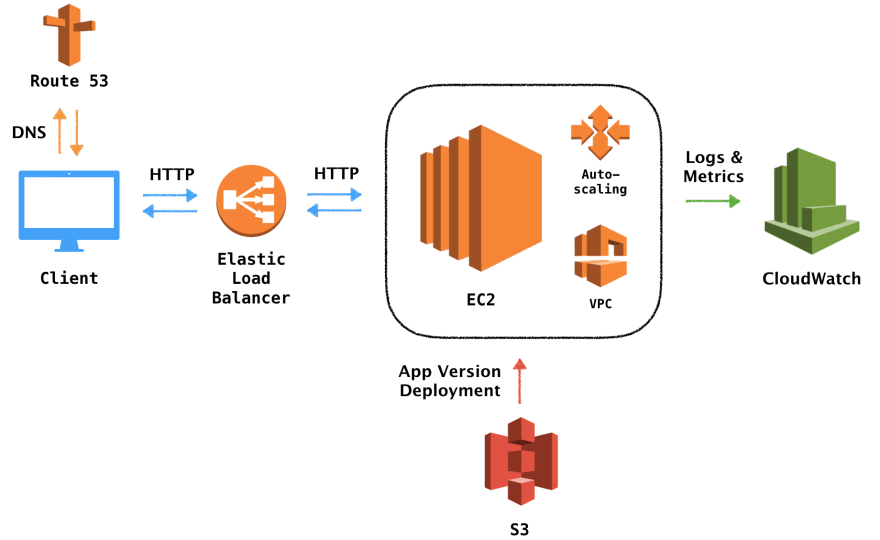 Route 53
DNS
HTTP
HTTP
Client
Elastic
Load
Balancer
EC2
Auto-
scaling
VPC
Logs &
Metrics
CloudWatch
App Version
Deployment
S3